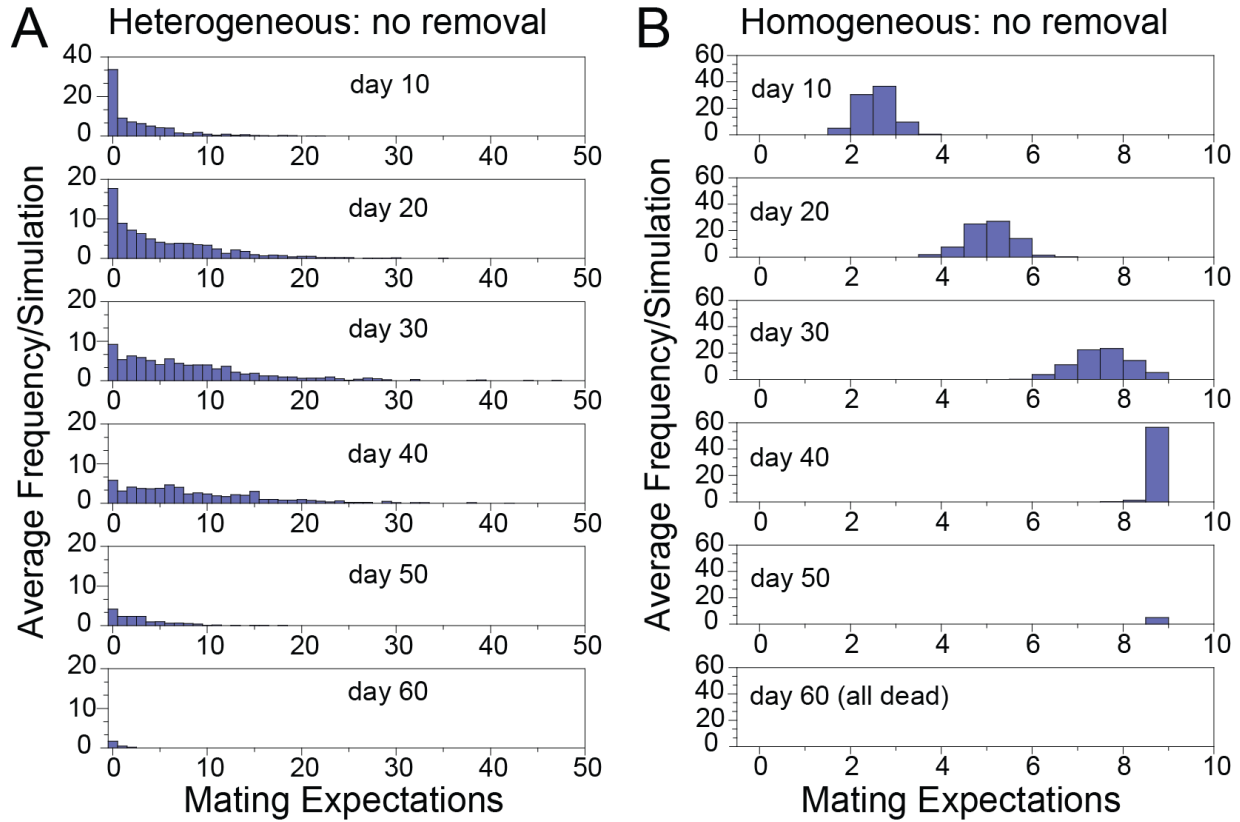 A Heterogeneous: no removal
Average Frequency/Simulation
40
20
0
day 10
0 10 20 30 40 50
20
10
0
day 20
0 10 20 30 40 50
20
10
0
day 30
0 10 20 30 40 50
20
10
0
day 40
0 10 20 30 40 50
20
10
0
day 50
0 10 20 30 40 50
20
10
0
day 60
0 10 20 30 40 50
Mating Expectations
B Homogeneous: no removal
Average Frequency/Simulation
60
40
20
0
day 10
0 2 4 6 8 10
60
40
20
0
day 20
0 2 4 6 8 10
60
40
20
0
day 30
0 2 4 6 8 10
60
40
20
0
day 40
0 2 4 6 8 10
60
40
20
0
day 50
0 2 4 6 8 10
60
40
20
0
day 60 (all dead)
0 2 4 6 8 10
Mating Expectations